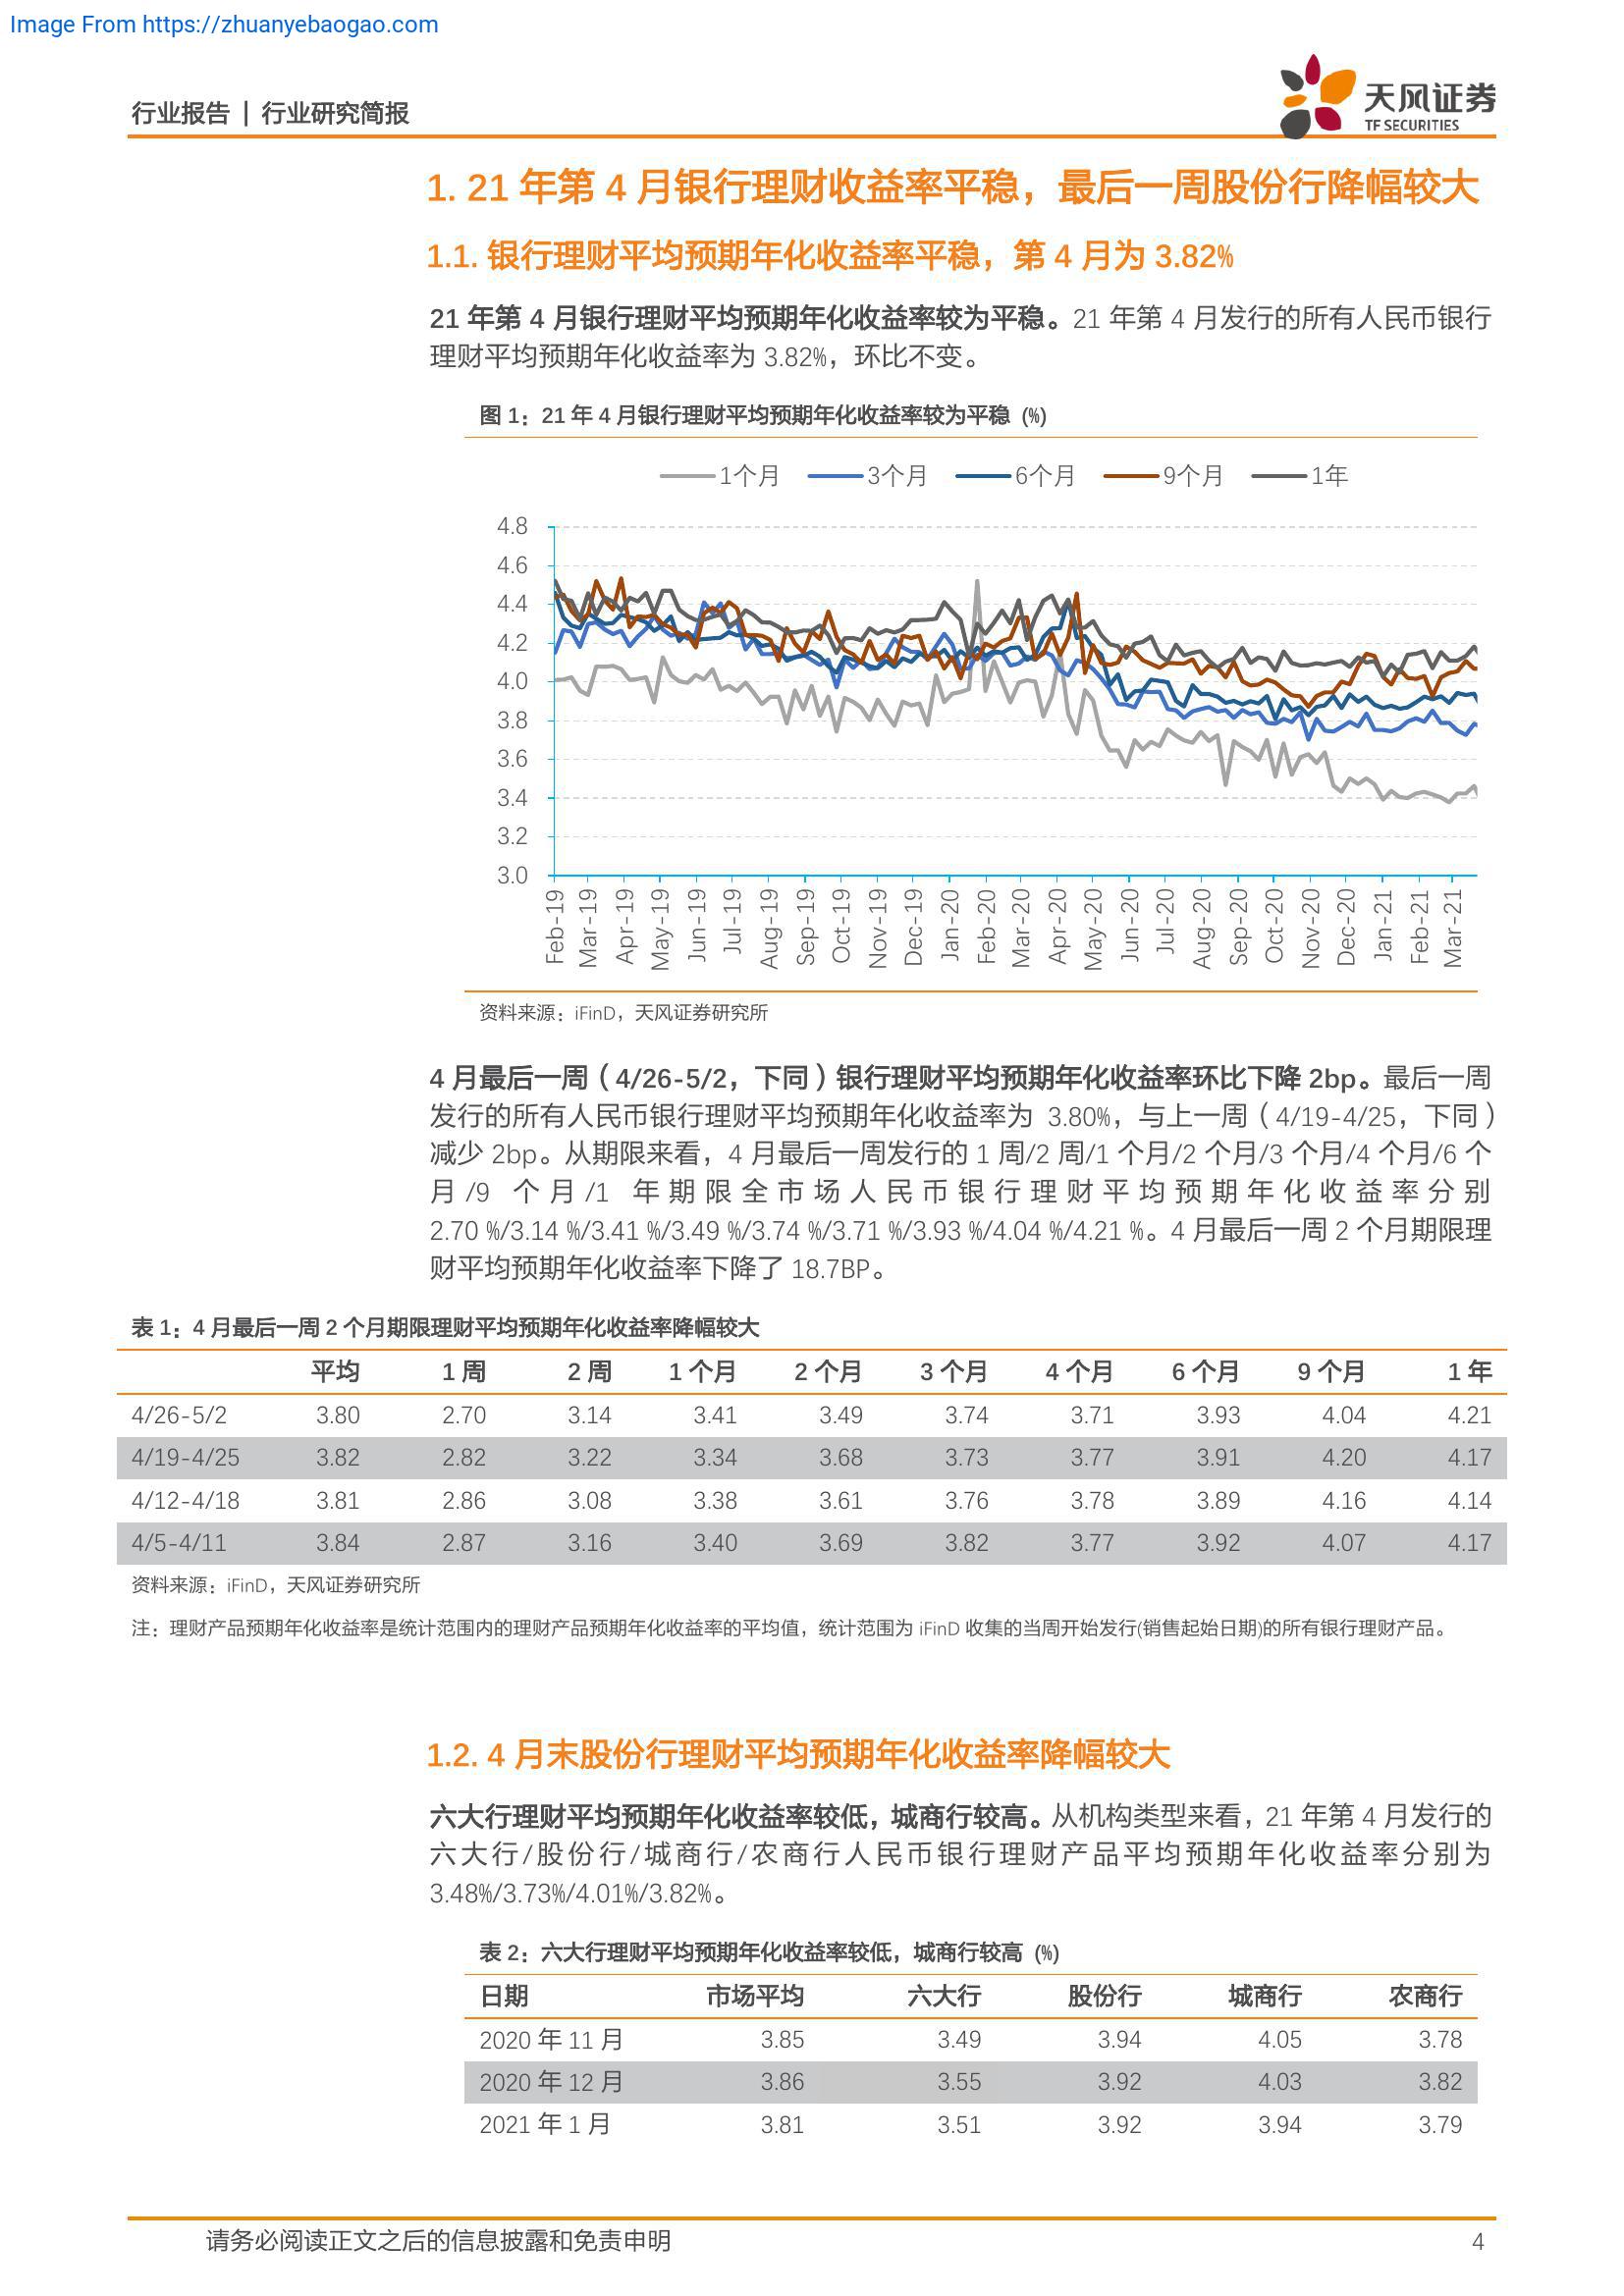 Image From https://zhuanyebaogao.com
行业报告 | 行业研究简报
天风证券
TF SECURITIES
1. 21 年第 4 月银行理财收益率平稳，最后一周股份行降幅较大
1.1. 银行理财平均预期年化收益率平稳，第 4 月为 3.82%
21 年第 4 月银行理财平均预期年化收益率较为平稳。21 年第 4 月发行的所有人民币银行
理财平均预期年化收益率为 3.82%，环比不变。
图 1：21 年 4 月银行理财平均预期年化收益率较为平稳 (%)
1个月 3个月 6个月 9个月 1年
4.8
4.6
4.4
4.2
4.0
3.8
3.6
3.4
3.2
3.0
Feb-19 Mar-19 Apr-19 May-19 Jun-19 Jul-19 Aug-19 Sep-19 Oct-19 Nov-19 Dec-19 Jan-20 Feb-20 Mar-20 Apr-20 May-20 Jun-20 Jul-20 Aug-20 Sep-20 Oct-20 Nov-20 Dec-20 Jan-21 Feb-21 Mar-21
资料来源：iFinD，天风证券研究所
4 月最后一周（4/26-5/2，下同）银行理财平均预期年化收益率环比下降 2bp。最后一周
发行的所有人民币银行理财平均预期年化收益率为 3.80%，与上一周（4/19-4/25，下同）
减少 2bp。从期限来看，4 月最后一周发行的 1 周/2 周/1 个月/2 个月/3 个月/4 个月/6 个
月/9 个月/1 年期限全市场人民币银行理财平均预期年化收益率分别
2.70 %/3.14 %/3.41 %/3.49 %/3.74 %/3.71 %/3.93 %/4.04 %/4.21 %。4 月最后一周 2 个月期限理
财平均预期年化收益率下降了 18.7BP。
表 1：4 月最后一周 2 个月期限理财平均预期年化收益率降幅较大
平均 1 周 2 周 1 个月 2 个月 3 个月 4 个月 6 个月 9 个月 1 年
4/26-5/2 3.80 2.70 3.14 3.41 3.49 3.74 3.71 3.93 4.04 4.21
4/19-4/25 3.82 2.82 3.22 3.34 3.68 3.73 3.77 3.91 4.20 4.17
4/12-4/18 3.81 2.86 3.08 3.38 3.61 3.76 3.78 3.89 4.16 4.14
4/5-4/11 3.84 2.87 3.16 3.40 3.69 3.82 3.77 3.92 4.07 4.17
资料来源：iFinD，天风证券研究所
注：理财产品预期年化收益率是统计范围内的理财产品预期年化收益率的平均值，统计范围为 iFinD 收集的当周开始发行(销售起始日期)的所有银行理财产品。
1.2. 4 月末股份行理财平均预期年化收益率降幅较大
六大行理财平均预期年化收益率较低，城商行较高。从机构类型来看，21 年第 4 月发行的
六大行/股份行/城商行/农商行人民币银行理财产品平均预期年化收益率分别为
3.48%/3.73%/4.01%/3.82%。
表 2：六大行理财平均预期年化收益率较低，城商行较高 (%)
日期 市场平均 六大行 股份行 城商行 农商行
2020 年 11 月 3.85 3.49 3.94 4.05 3.78
2020 年 12 月 3.86 3.55 3.92 4.03 3.82
2021 年 1 月 3.81 3.51 3.92 3.94 3.79
请务必阅读正文之后的信息披露和免责申明 4